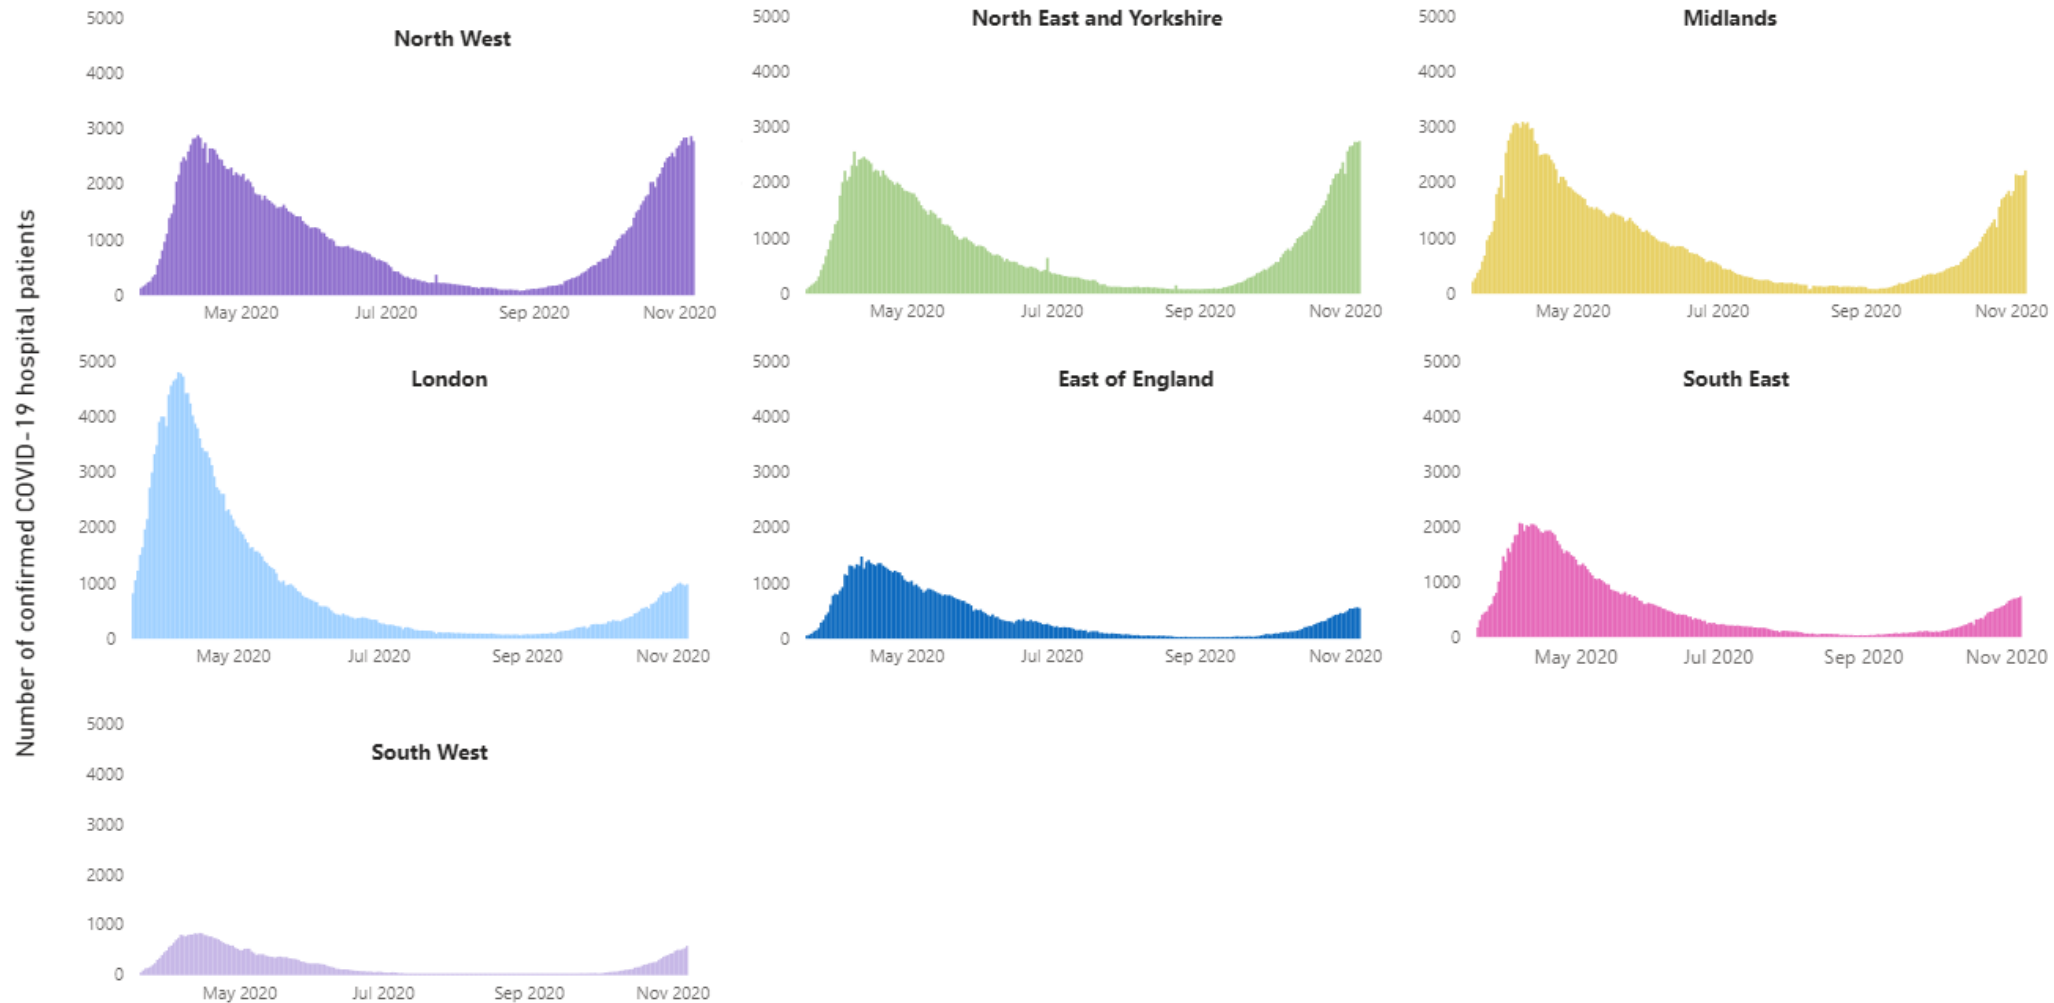 Number of confirmed COVID-19 hospital patients
North West
5000
4000
3000
2000
1000
0
May 2020 Jul 2020 Sep 2020 Nov 2020
North East and Yorkshire
5000
4000
3000
2000
1000
0
May 2020 Jul 2020 Sep 2020 Nov 2020
Midlands
5000
4000
3000
2000
1000
0
May 2020 Jul 2020 Sep 2020 Nov 2020
London
5000
4000
3000
2000
1000
0
May 2020 Jul 2020 Sep 2020 Nov 2020
East of England
5000
4000
3000
2000
1000
0
May 2020 Jul 2020 Sep 2020 Nov 2020
South East
5000
4000
3000
2000
1000
0
May 2020 Jul 2020 Sep 2020 Nov 2020
South West
5000
4000
3000
2000
1000
0
May 2020 Jul 2020 Sep 2020 Nov 2020